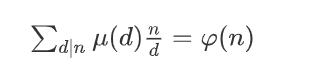 ∑_{d|n} μ(d) n/d = φ(n)